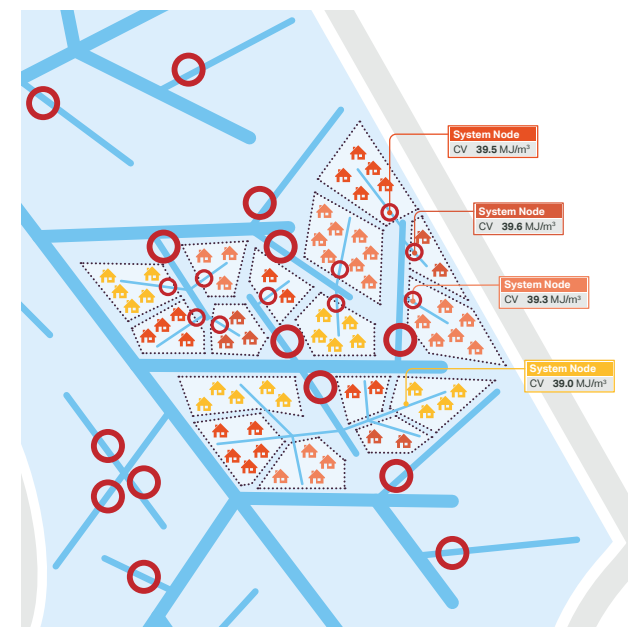 System Node
CV 39.5 MJ/m³
System Node
CV 39.6 MJ/m³
System Node
CV 39.3 MJ/m³
System Node
CV 39.0 MJ/m³